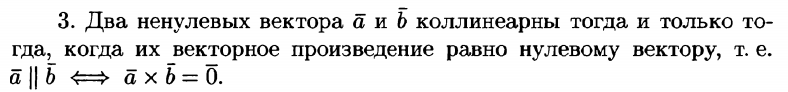 3. Два ненулевых вектора a̅ и b̅ коллинеарны тогда и только то-
гда, когда их векторное произведение равно нулевому вектору, т. е.
a̅ || b̅ ⟺ a̅ × b̅ = 0̅.